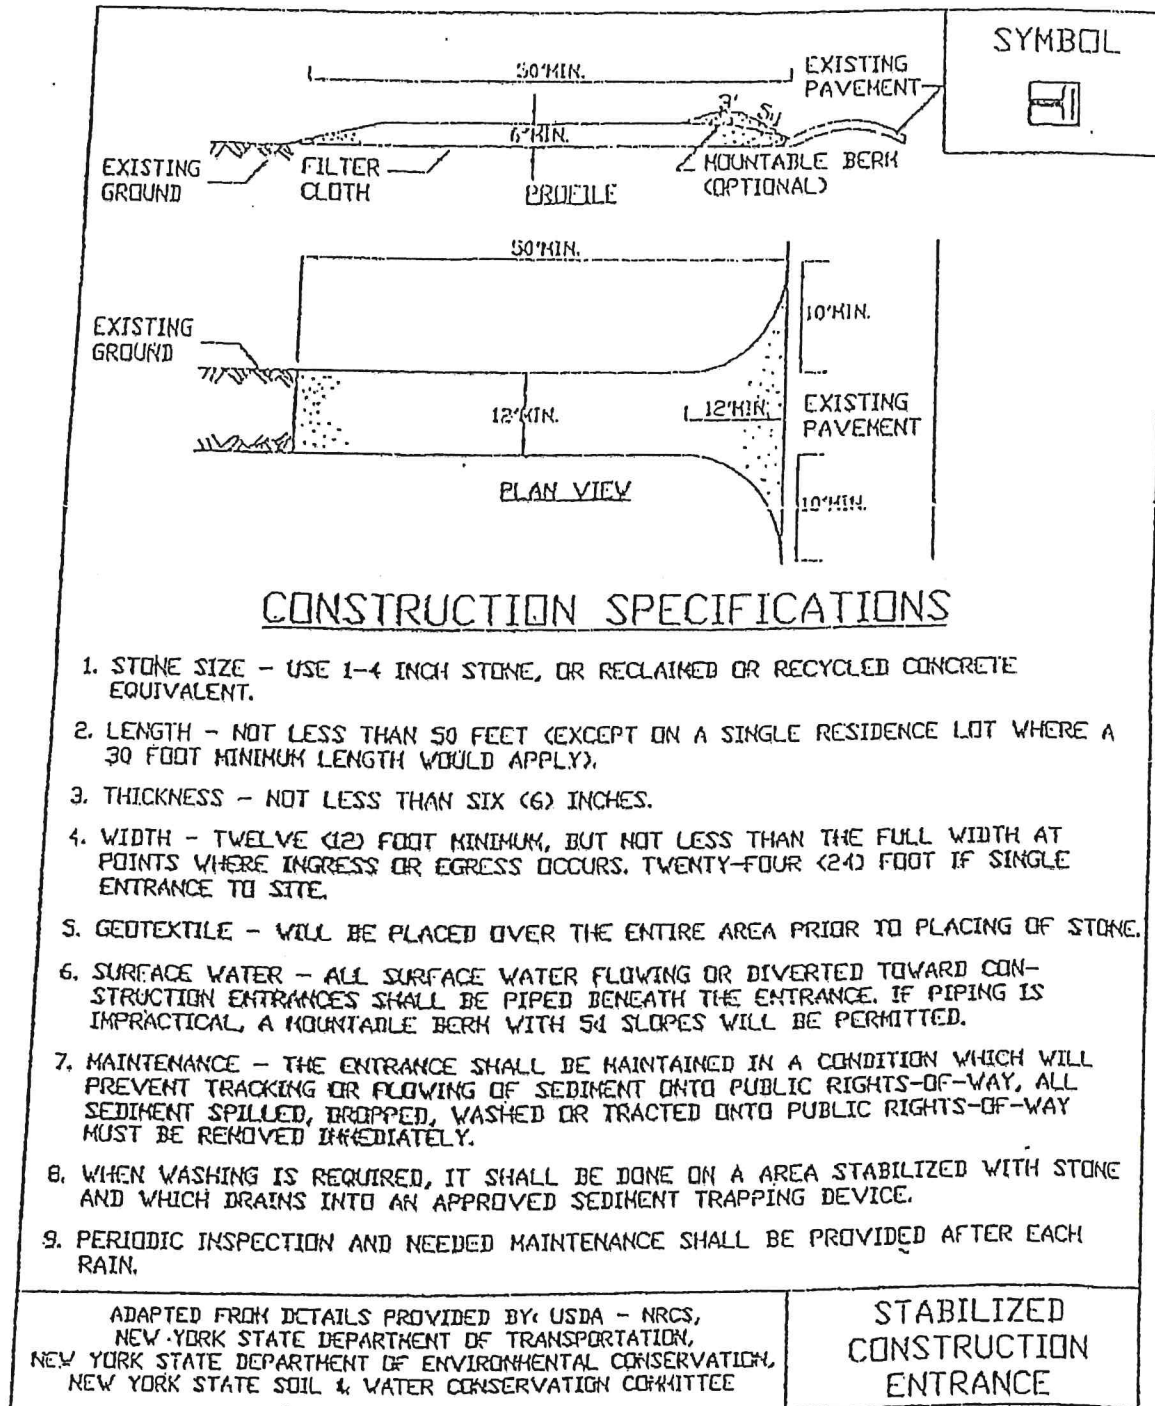 SYMBOL
50'MIN.
EXISTING
PAVEMENT
3'
5:1
6"MIN.
EXISTING
GROUND
FILTER
CLOTH
PROFILE
MOUNTABLE BERM
(OPTIONAL)
50'MIN.
10'MIN.
EXISTING
GROUND
12'MIN.
12'MIN.
EXISTING
PAVEMENT
PLAN VIEW
10'MIN.
CONSTRUCTION SPECIFICATIONS
1. STONE SIZE - USE 1-4 INCH STONE, OR RECLAIMED OR RECYCLED CONCRETE
EQUIVALENT.
2. LENGTH - NOT LESS THAN 50 FEET (EXCEPT ON A SINGLE RESIDENCE LOT WHERE A
30 FOOT MINIMUM LENGTH WOULD APPLY).
3. THICKNESS - NOT LESS THAN SIX (6) INCHES.
4. WIDTH - TWELVE (12) FOOT MINIMUM, BUT NOT LESS THAN THE FULL WIDTH AT
POINTS WHERE INGRESS OR EGRESS OCCURS. TWENTY-FOUR (24) FOOT IF SINGLE
ENTRANCE TO SITE.
5. GEOTEXTILE - WILL BE PLACED OVER THE ENTIRE AREA PRIOR TO PLACING OF STONE.
6. SURFACE WATER - ALL SURFACE WATER FLOWING OR DIVERTED TOWARD CON-
STRUCTION ENTRANCES SHALL BE PIPED BENEATH THE ENTRANCE. IF PIPING IS
IMPRACTICAL, A MOUNTABLE BERM WITH 5:1 SLOPES WILL BE PERMITTED.
7. MAINTENANCE - THE ENTRANCE SHALL BE MAINTAINED IN A CONDITION WHICH WILL
PREVENT TRACKING OR FLOWING OF SEDIMENT ONTO PUBLIC RIGHTS-OF-WAY, ALL
SEDIMENT SPILLED, DROPPED, WASHED OR TRACTED ONTO PUBLIC RIGHTS-OF-WAY
MUST BE REMOVED IMMEDIATELY.
8. WHEN WASHING IS REQUIRED, IT SHALL BE DONE ON A AREA STABILIZED WITH STONE
AND WHICH DRAINS INTO AN APPROVED SEDIMENT TRAPPING DEVICE.
9. PERIODIC INSPECTION AND NEEDED MAINTENANCE SHALL BE PROVIDED AFTER EACH
RAIN.
ADAPTED FROM DETAILS PROVIDED BY: USDA - NRCS,
NEW YORK STATE DEPARTMENT OF TRANSPORTATION,
NEW YORK STATE DEPARTMENT OF ENVIRONMENTAL CONSERVATION,
NEW YORK STATE SOIL & WATER CONSERVATION COMMITTEE
STABILIZED
CONSTRUCTION
ENTRANCE